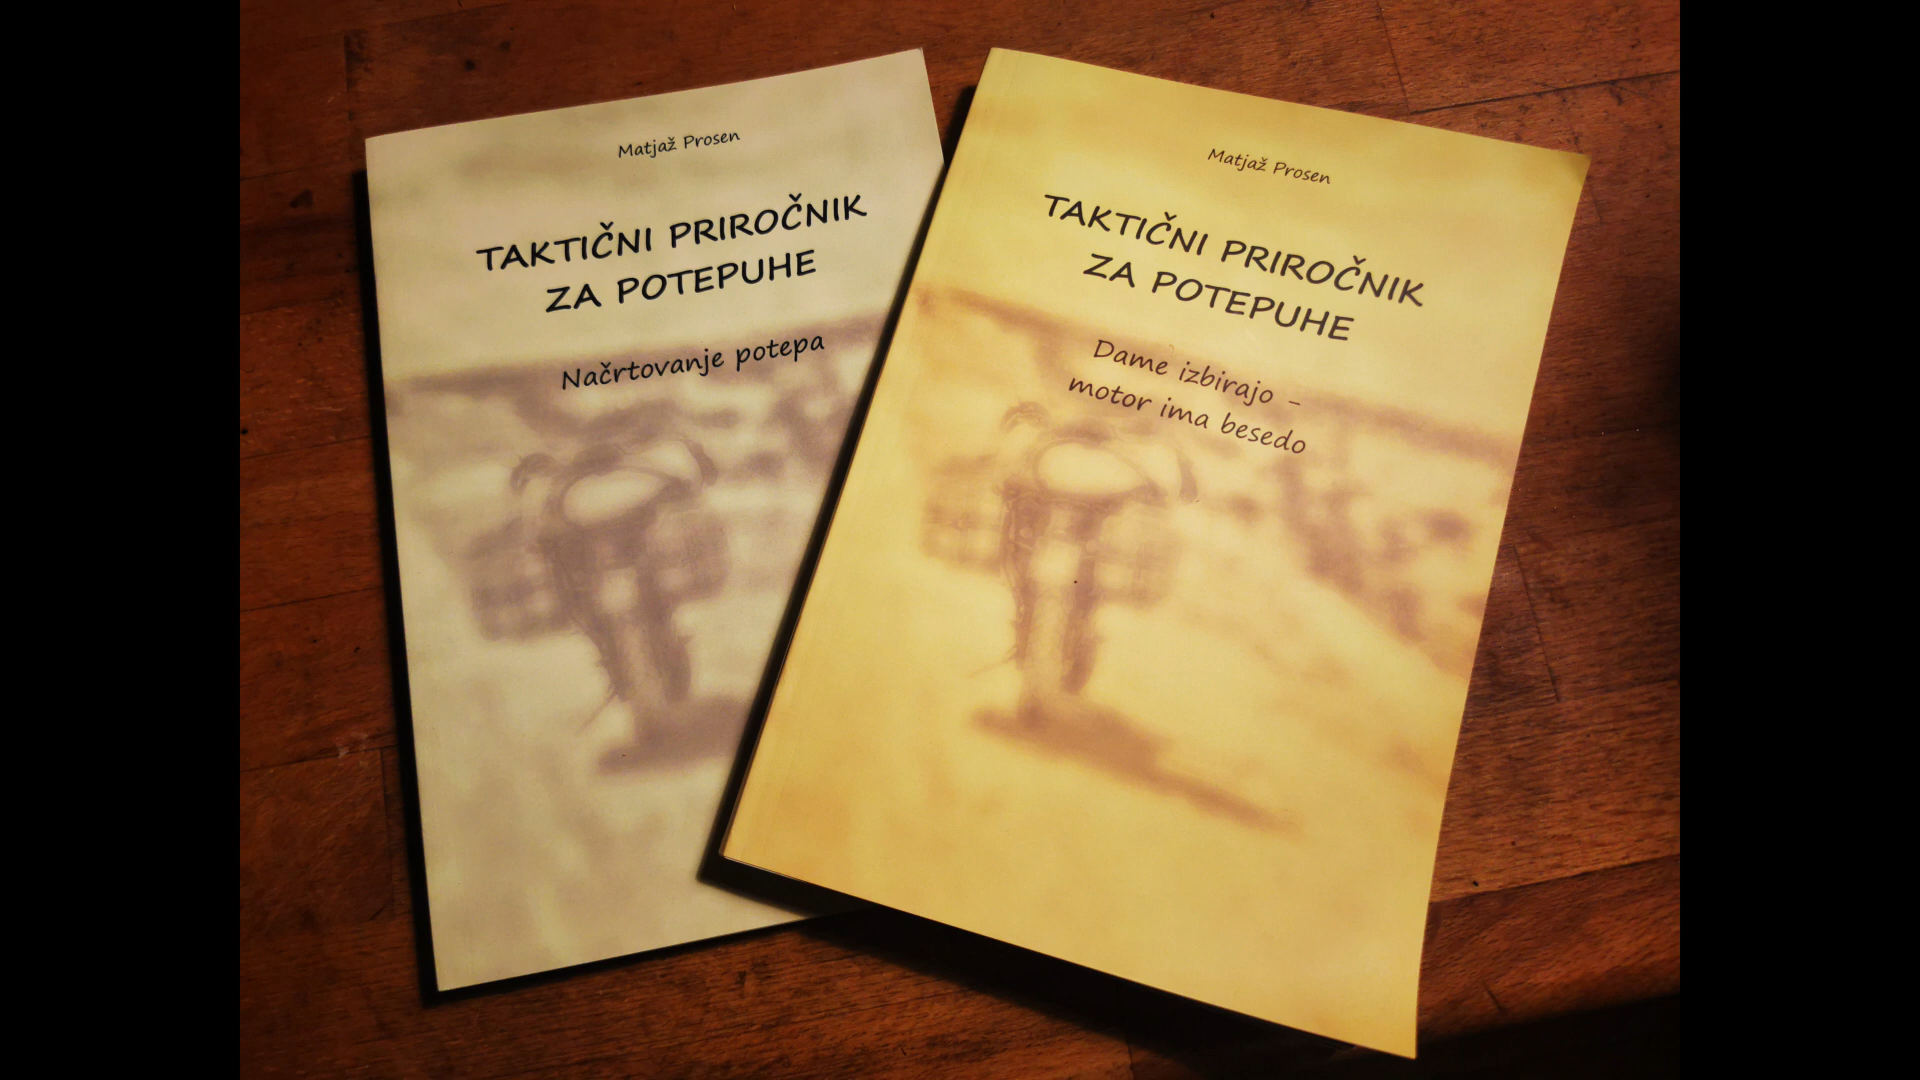 Matjaž Prosen
TAKTIČNI PRIROČNIK
ZA POTEPUHE
Načrtovanje potepa
Matjaž Prosen
TAKTIČNI PRIROČNIK
ZA POTEPUHE
Dame izbirajo –
motor ima besedo